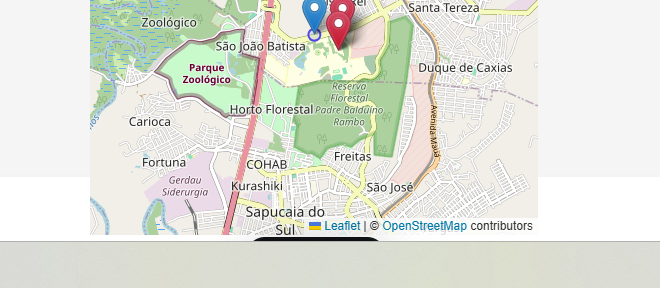 Zoológico
Santa Tereza
São João Batista
Parque
Zoológico
Duque de Caxias
Reserva
Florestal
Padre Balduíno
Rambo
Horto Florestal
Carioca
Avenida Mauá
Freitas
Fortuna
COHAB
Gerdau
Siderurgia
Kurashiki
São José
Sapucaia do
Sul
Leaflet | © OpenStreetMap contributors